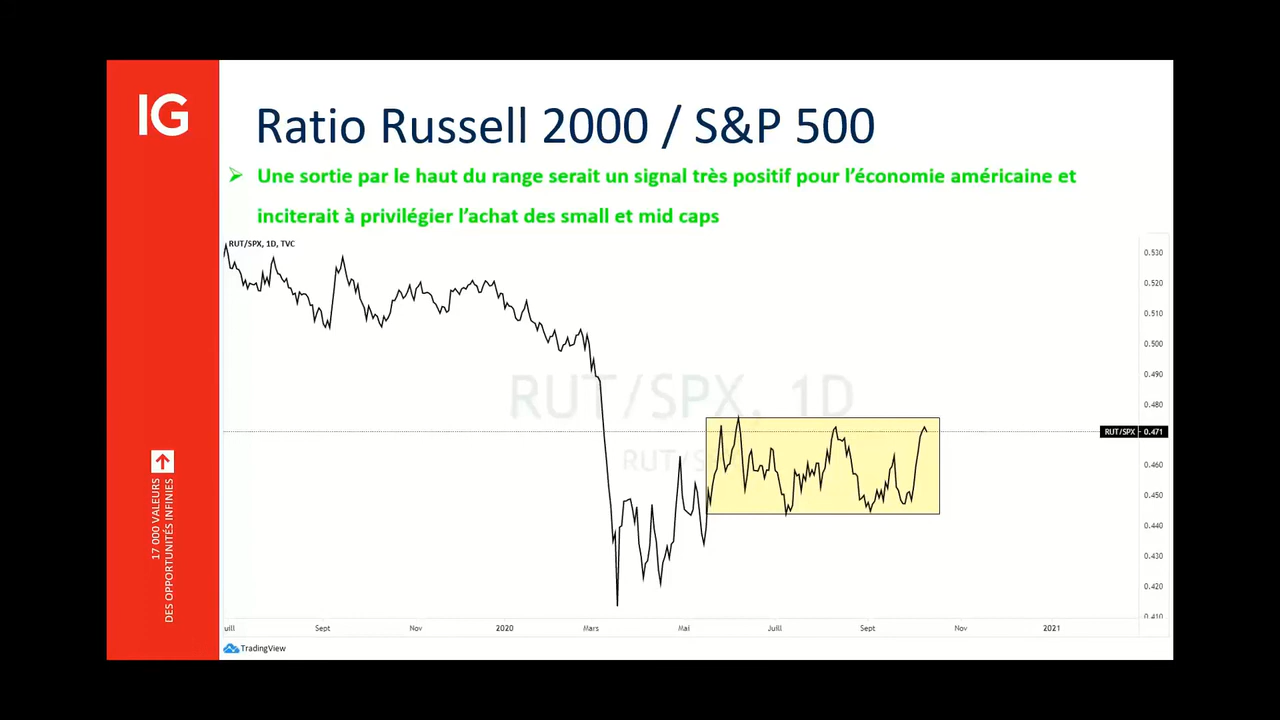 IG
Ratio Russell 2000 / S&P 500
Une sortie par le haut du range serait un signal très positif pour l'économie américaine et
inciterait à privilégier l'achat des small et mid caps
RUT/SPX, 1D, TVC
RUT/SPX, 1D
RUT/S
0.530
0.520
0.510
0.500
0.490
0.480
RUT/SPX 0.471
0.460
0.450
0.440
0.430
0.420
0.410
uill
Sept
Nov
2020
Mars
Mai
Juill
Sept
Nov
2021
TradingView
17 000 VALEURS
DES OPPORTUNITÉS INFINIES